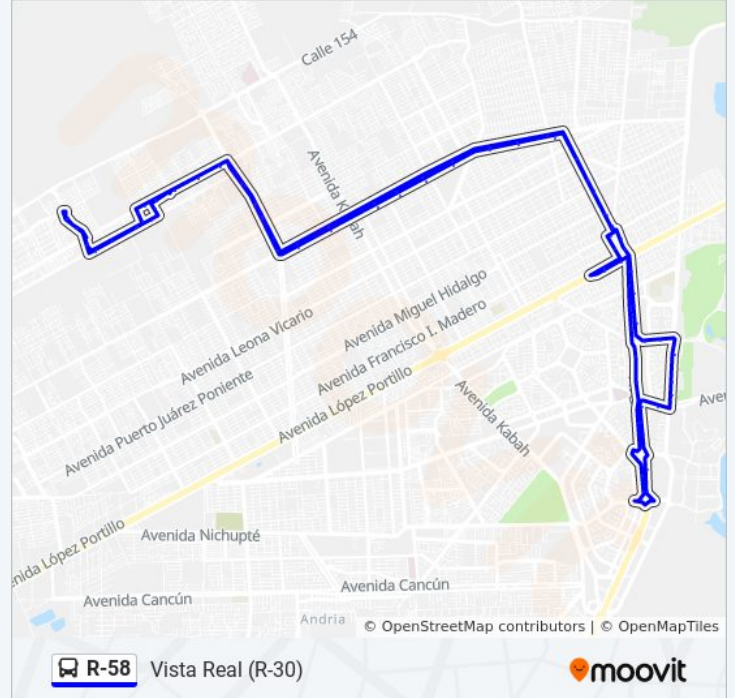 Calle 154
Avenida Kabah
Avenida Miguel Hidalgo
Avenida Leona Vicario
Avenida Francisco I. Madero
Avenida Puerto Juárez Poniente
Avenida López Portillo
Avenida Kabah
Ave
Avenida Nichupté
nida López Portillo
Avenida Cancún
Avenida Cancún
Andria
© OpenStreetMap contributors | © OpenMapTiles
R-58 Vista Real (R-30)
moovit